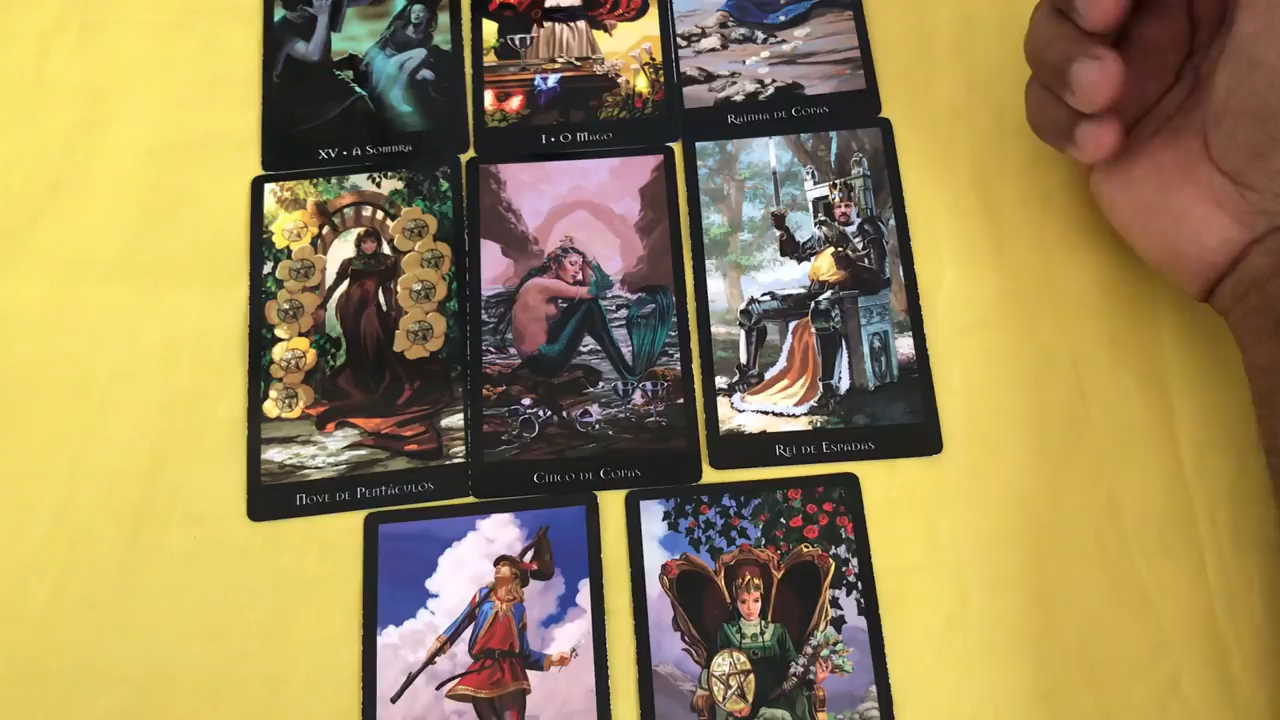 XV • A SOMBRA
I • O MAGO
RAINHA DE COPAS
NOVE DE PENTÁCULOS
CINCO DE COPAS
REI DE ESPADAS